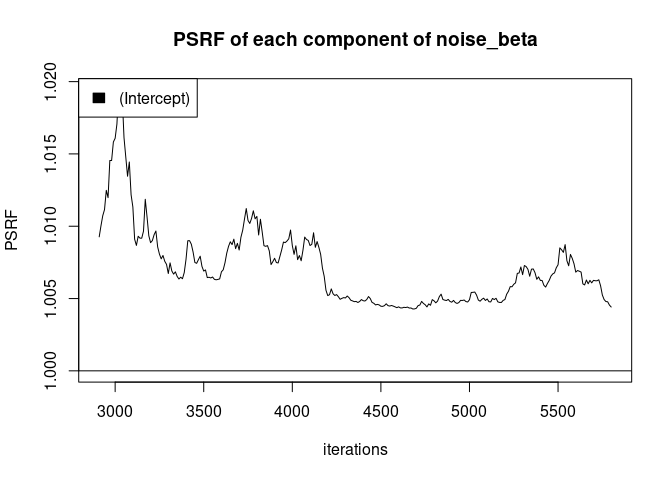 PSRF of each component of noise_beta
(Intercept)
PSRF
1.020
1.015
1.010
1.005
1.000
3000 3500 4000 4500 5000 5500
iterations